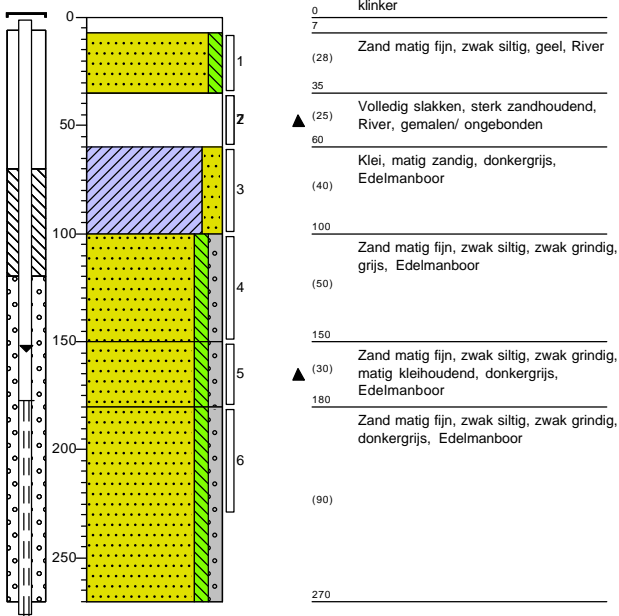 0
50
100
150
200
250
1
2
3
4
5
6
klinker
0
7
Zand matig fijn, zwak siltig, geel, River
(28)
35
Volledig slakken, sterk zandhoudend,
(25)
River, gemalen/ ongebonden
60
Klei, matig zandig, donkergrijs,
Edelmanboor
(40)
100
Zand matig fijn, zwak siltig, zwak grindig,
grijs, Edelmanboor
(50)
150
Zand matig fijn, zwak siltig, zwak grindig,
(30)
matig kleihoudend, donkergrijs,
Edelmanboor
180
Zand matig fijn, zwak siltig, zwak grindig,
donkergrijs, Edelmanboor
(90)
270